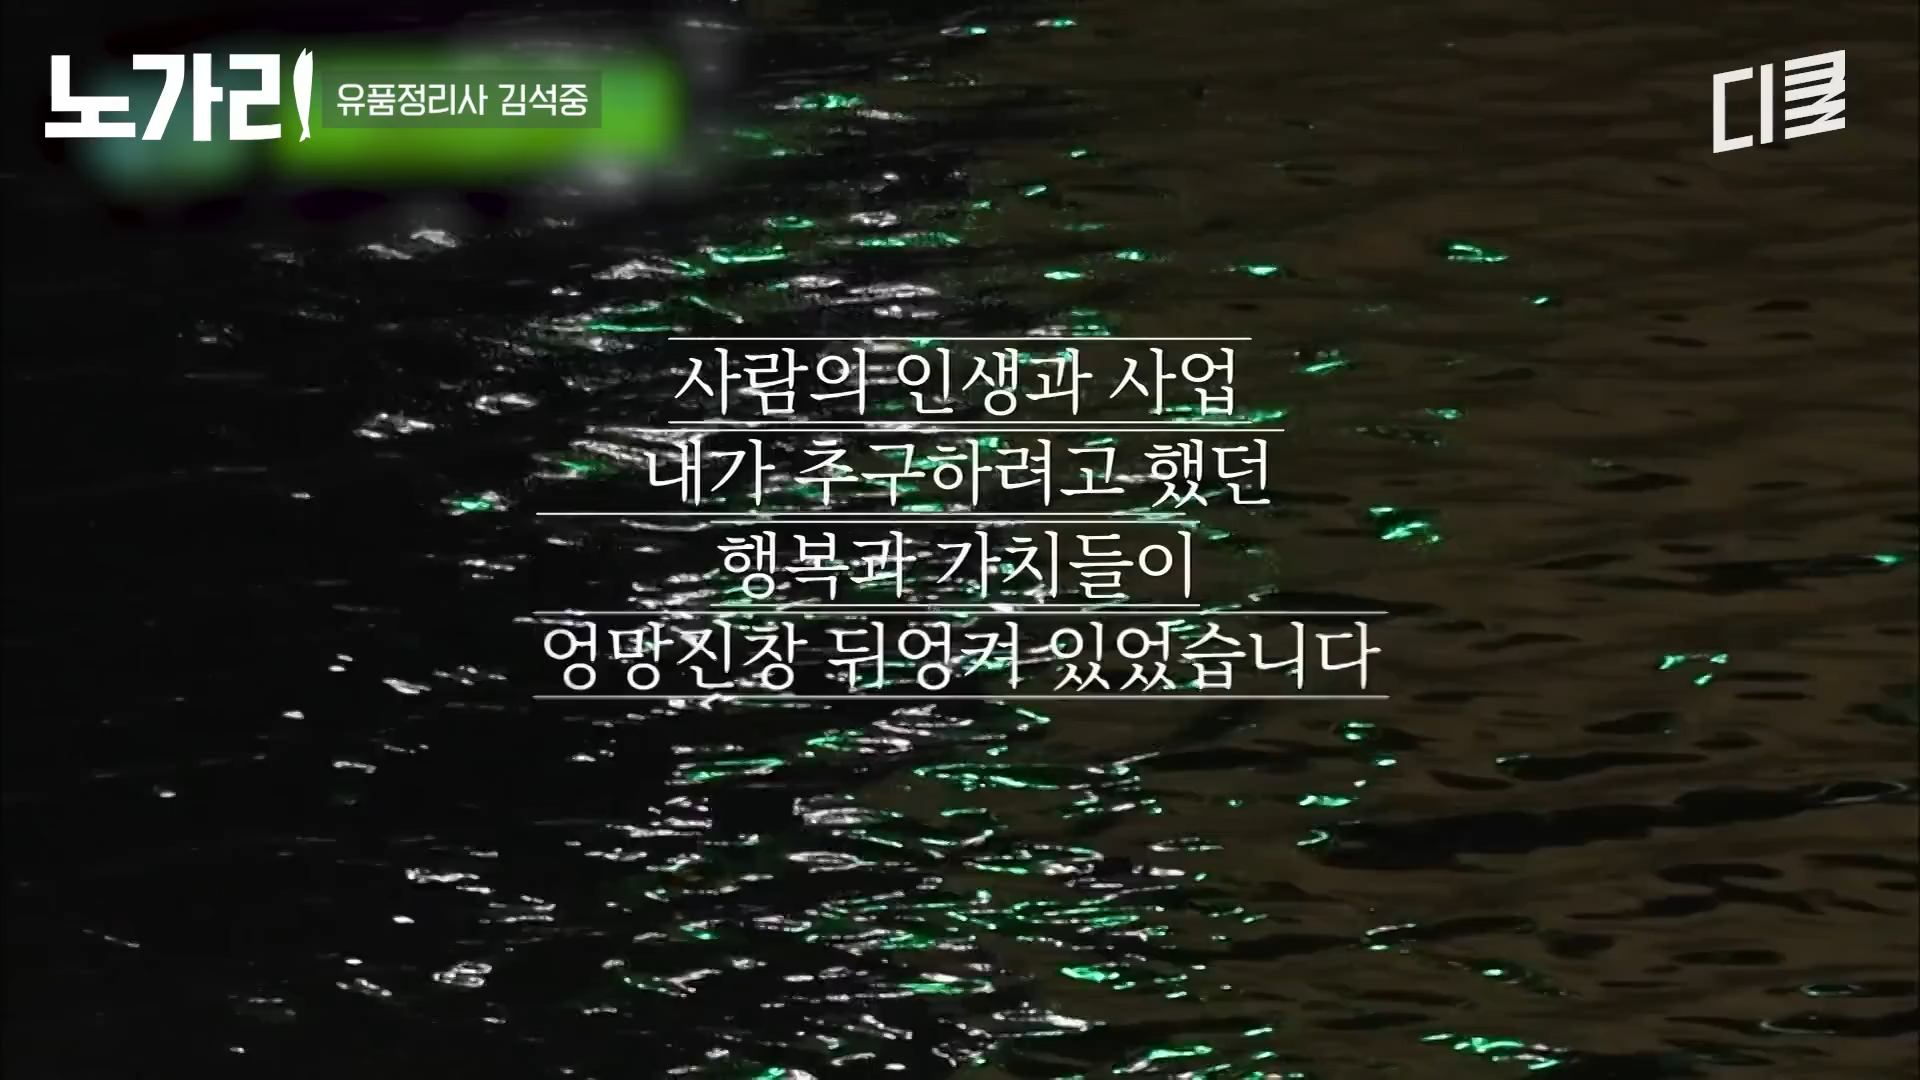 노가리
유품정리사 김석중
디클
사람의 인생과 사업
내가 추구하려고 했던
행복과 가치들이
엉망진창 뒤엉켜 있었습니다